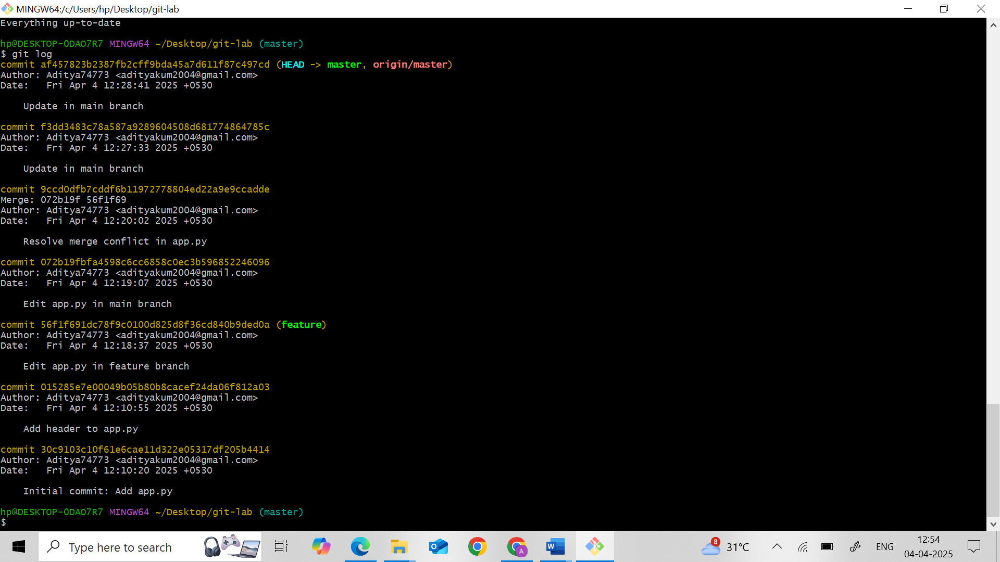 MINGW64:/c/Users/hp/Desktop/git-lab
Everything up-to-date
hp@DESKTOP-0DAO7R7 MINGW64 ~/Desktop/git-lab (master)
$ git log
commit af457823b2387fb2cff9bda45a7d611f87c497cd (HEAD -> master, origin/master)
Author: Aditya74773 <adityakum2004@gmail.com>
Date:   Fri Apr 4 12:28:41 2025 +0530
    Update in main branch
commit f3dd3483c78a587a9289604508d681774864785c
Author: Aditya74773 <adityakum2004@gmail.com>
Date:   Fri Apr 4 12:27:33 2025 +0530
    Update in main branch
commit 9ccd0dfb7cddf6b11972778804ed22a9e9ccadde
Merge: 072b19f 56f1f69
Author: Aditya74773 <adityakum2004@gmail.com>
Date:   Fri Apr 4 12:20:02 2025 +0530
    Resolve merge conflict in app.py
commit 072b19fbfa4598c6cc6858c0ec3b596852246096
Author: Aditya74773 <adityakum2004@gmail.com>
Date:   Fri Apr 4 12:19:07 2025 +0530
    Edit app.py in main branch
commit 56f1f691dc78f9c0100d825d8f36cd840b9ded0a (feature)
Author: Aditya74773 <adityakum2004@gmail.com>
Date:   Fri Apr 4 12:18:37 2025 +0530
    Edit app.py in feature branch
commit 015285e7e00049b05b80b8cacef24da06f812a03
Author: Aditya74773 <adityakum2004@gmail.com>
Date:   Fri Apr 4 12:10:55 2025 +0530
    Add header to app.py
commit 30c9103c10f61e6cae11d322e05317df205b4414
Author: Aditya74773 <adityakum2004@gmail.com>
Date:   Fri Apr 4 12:10:20 2025 +0530
    Initial commit: Add app.py
hp@DESKTOP-0DAO7R7 MINGW64 ~/Desktop/git-lab (master)
$
Type here to search
8
31°C
ENG
12:54
04-04-2025